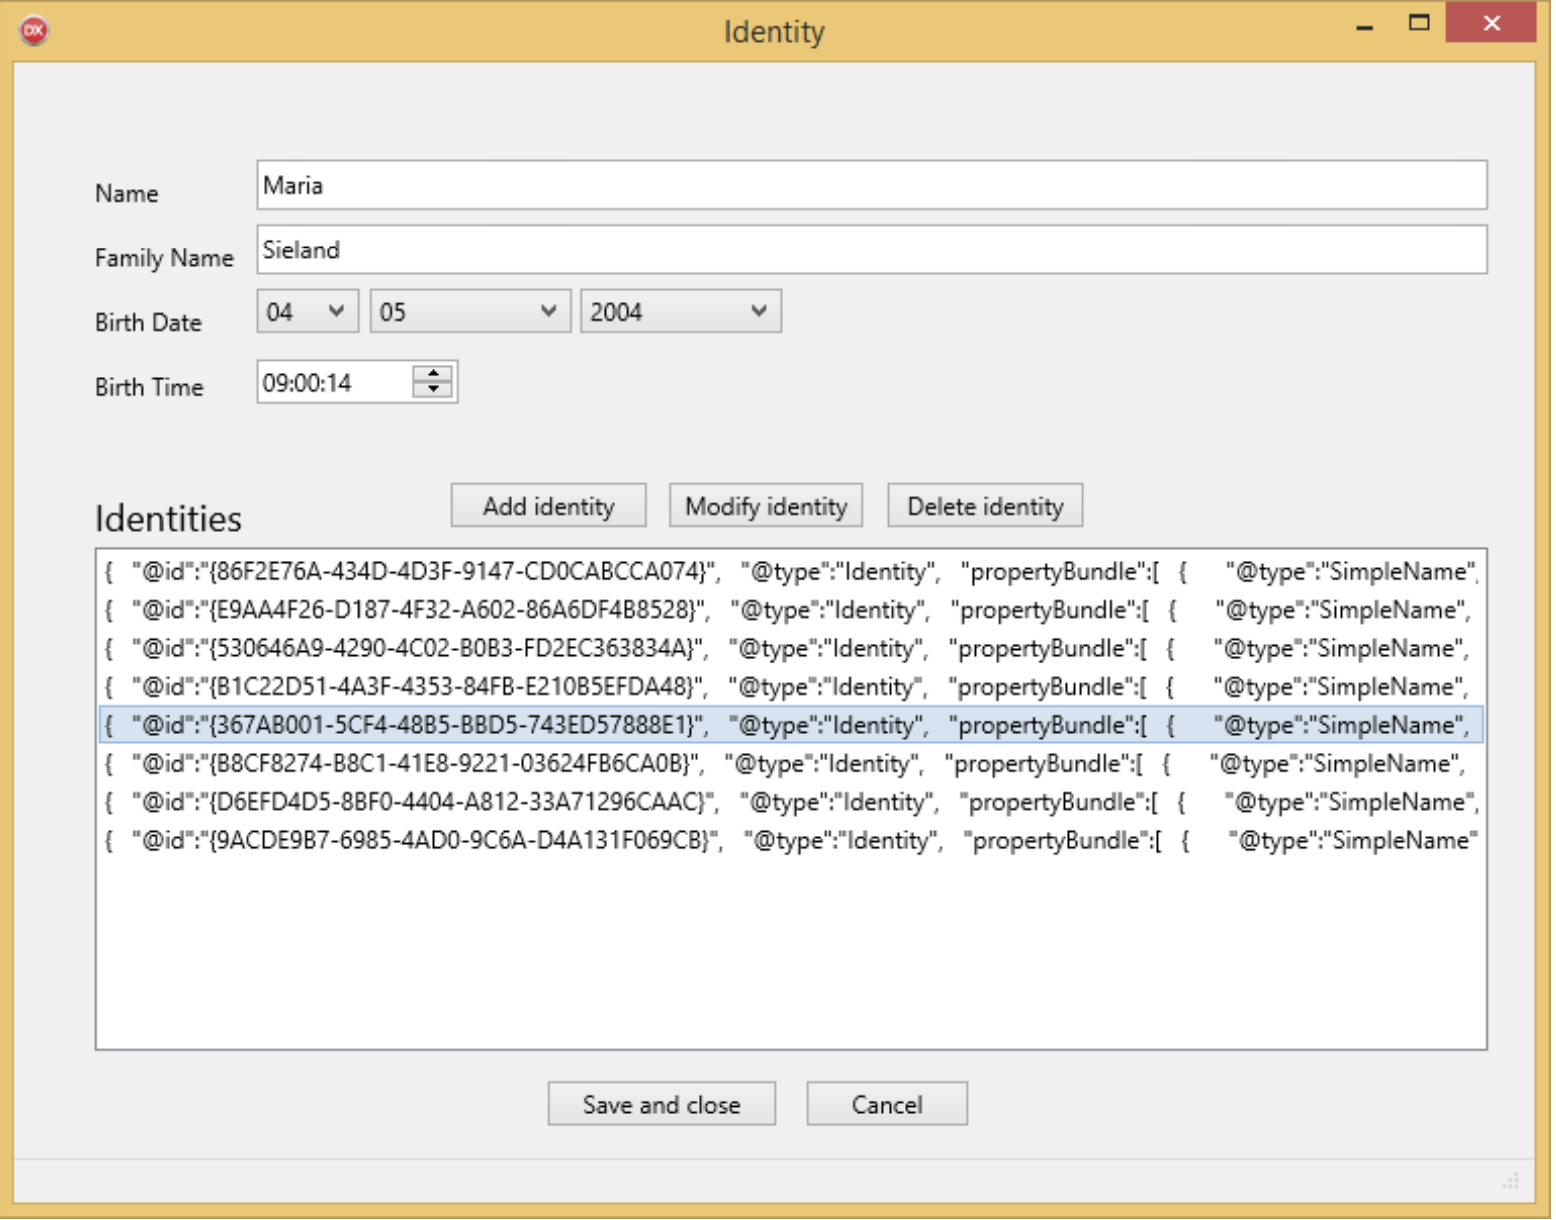 DX
Identity
Name Maria
Family Name Sieland
Birth Date 04 05 2004
Birth Time 09:00:14
Identities Add identity Modify identity Delete identity
{ "@id":"{86F2E76A-434D-4D3F-9147-CD0CABCCA074}", "@type":"Identity", "propertyBundle":[ { "@type":"SimpleName",
{ "@id":"{E9AA4F26-D187-4F32-A602-86A6DF4B8528}", "@type":"Identity", "propertyBundle":[ { "@type":"SimpleName",
{ "@id":"{530646A9-4290-4C02-B0B3-FD2EC363834A}", "@type":"Identity", "propertyBundle":[ { "@type":"SimpleName",
{ "@id":"{B1C22D51-4A3F-4353-84FB-E210B5EFDA48}", "@type":"Identity", "propertyBundle":[ { "@type":"SimpleName",
{ "@id":"{367AB001-5CF4-48B5-BBD5-743ED57888E1}", "@type":"Identity", "propertyBundle":[ { "@type":"SimpleName",
{ "@id":"{B8CF8274-B8C1-41E8-9221-03624FB6CA0B}", "@type":"Identity", "propertyBundle":[ { "@type":"SimpleName",
{ "@id":"{D6EFD4D5-8BF0-4404-A812-33A71296CAAC}", "@type":"Identity", "propertyBundle":[ { "@type":"SimpleName",
{ "@id":"{9ACDE9B7-6985-4AD0-9C6A-D4A131F069CB}", "@type":"Identity", "propertyBundle":[ { "@type":"SimpleName"
Save and close Cancel